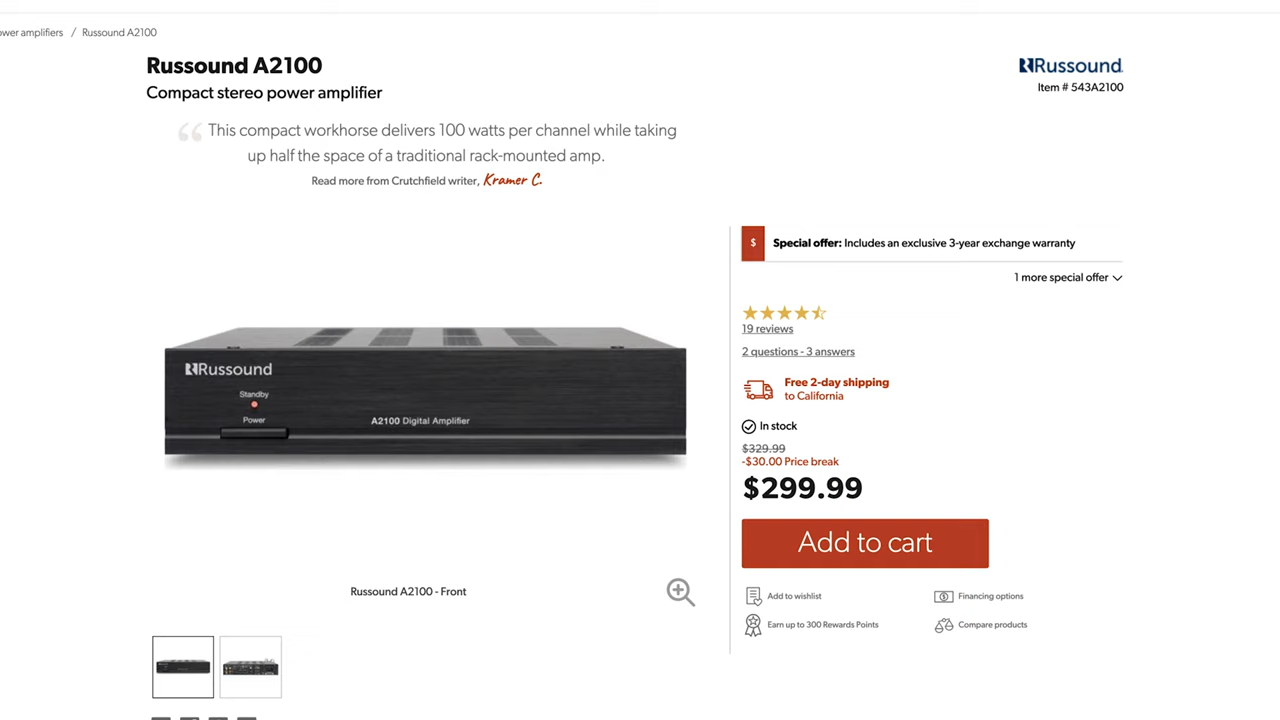 ower amplifiers / Russound A2100
Russound A2100
Compact stereo power amplifier
Russound
Item # 543A2100
“ This compact workhorse delivers 100 watts per channel while taking
up half the space of a traditional rack-mounted amp.
Read more from Crutchfield writer, Kramer C.
$ Special offer: Includes an exclusive 3-year exchange warranty
1 more special offer
19 reviews
2 questions - 3 answers
Free 2-day shipping
to California
In stock
$329.99
-$30.00 Price break
$299.99
Add to cart
Add to wishlist
Financing options
Earn up to 300 Rewards Points
Compare products
Russound
Standby
Power
A2100 Digital Amplifier
Russound A2100 - Front